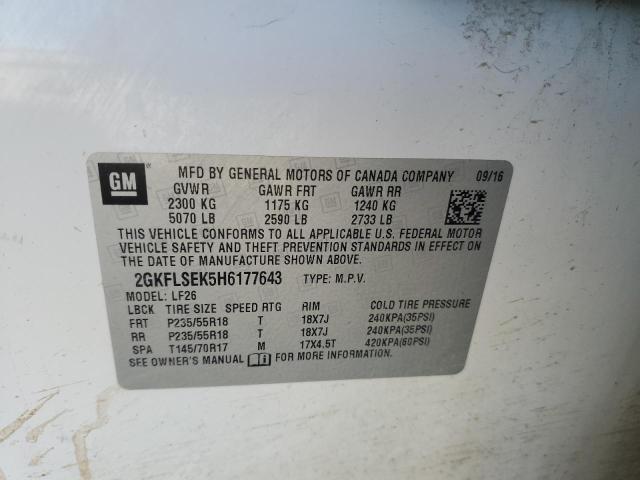 GM
MFD BY GENERAL MOTORS OF CANADA COMPANY 09/16
GVWR GAWR FRT GAWR RR
2300 KG 1175 KG 1240 KG
5070 LB 2590 LB 2733 LB
THIS VEHICLE CONFORMS TO ALL APPLICABLE U.S. FEDERAL MOTOR
VEHICLE SAFETY AND THEFT PREVENTION STANDARDS IN EFFECT ON
THE DATE OF MANUFACTURE SHOWN ABOVE.
2GKFLSEK5H6177643 TYPE: M.P.V.
MODEL: LF26
LBCK TIRE SIZE SPEED RTG RIM COLD TIRE PRESSURE
FRT P235/55R18 T 18X7J 240KPA(35PSI)
RR P235/55R18 T 18X7J 240KPA(35PSI)
SPA T145/70R17 M 17X4.5T 420KPA(60PSI)
SEE OWNER'S MANUAL FOR MORE INFORMATION.